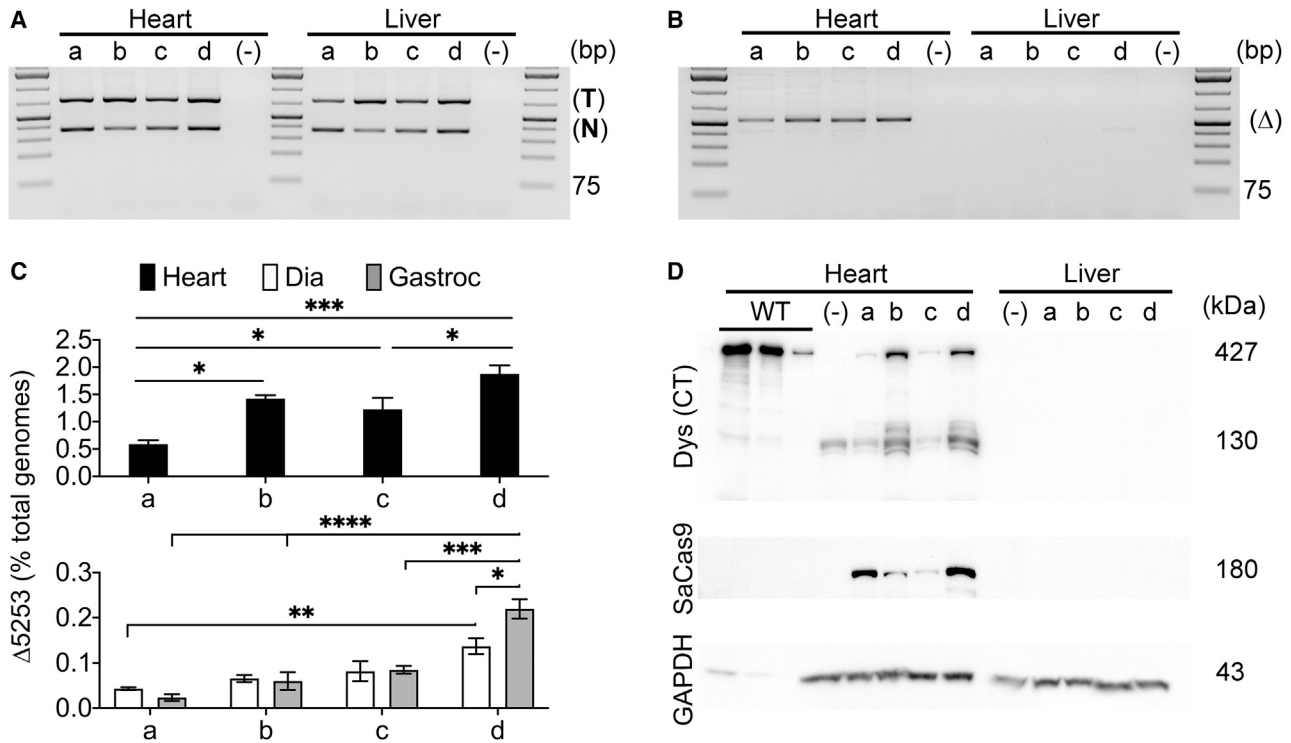 A
Heart Liver
a b c d (-) a b c d (-) (bp)
(T)
(N)
75
B
Heart Liver
a b c d (-) a b c d (-) (bp)
(Δ)
75
C
Heart Dia Gastroc
Δ5253 (% total genomes)
***
* *
*
2.5
2.0
1.5
1.0
0.5
0.0
a b c d
****
***
*
**
0.3
0.2
0.1
0.0
a b c d
D
Heart Liver
WT (-) a b c d (-) a b c d (kDa)
Dys (CT)
427
130
SaCas9
180
GAPDH
43